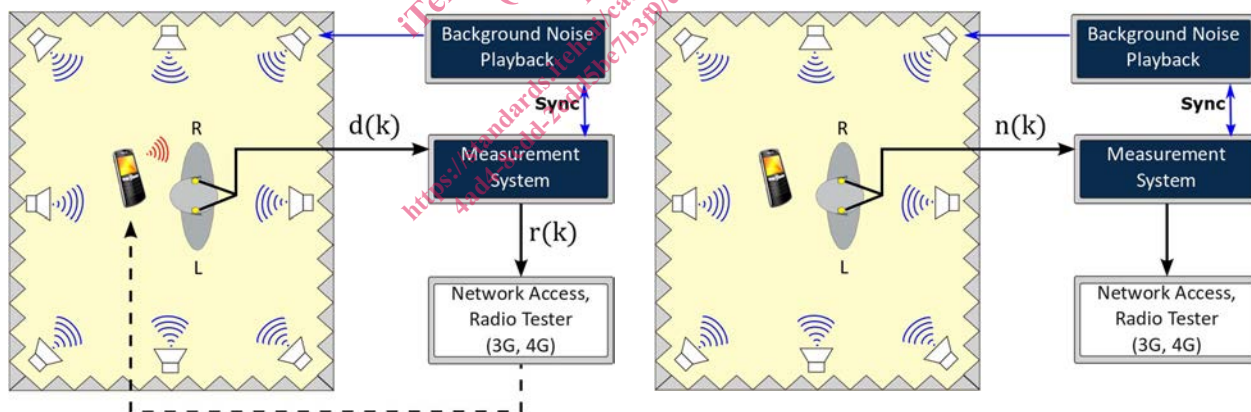 Background Noise
Playback
Sync
R
d(k)
Measurement
System
r(k)
L
Network Access,
Radio Tester
(3G, 4G)
Background Noise
Playback
Sync
R
n(k)
Measurement
System
L
Network Access,
Radio Tester
(3G, 4G)